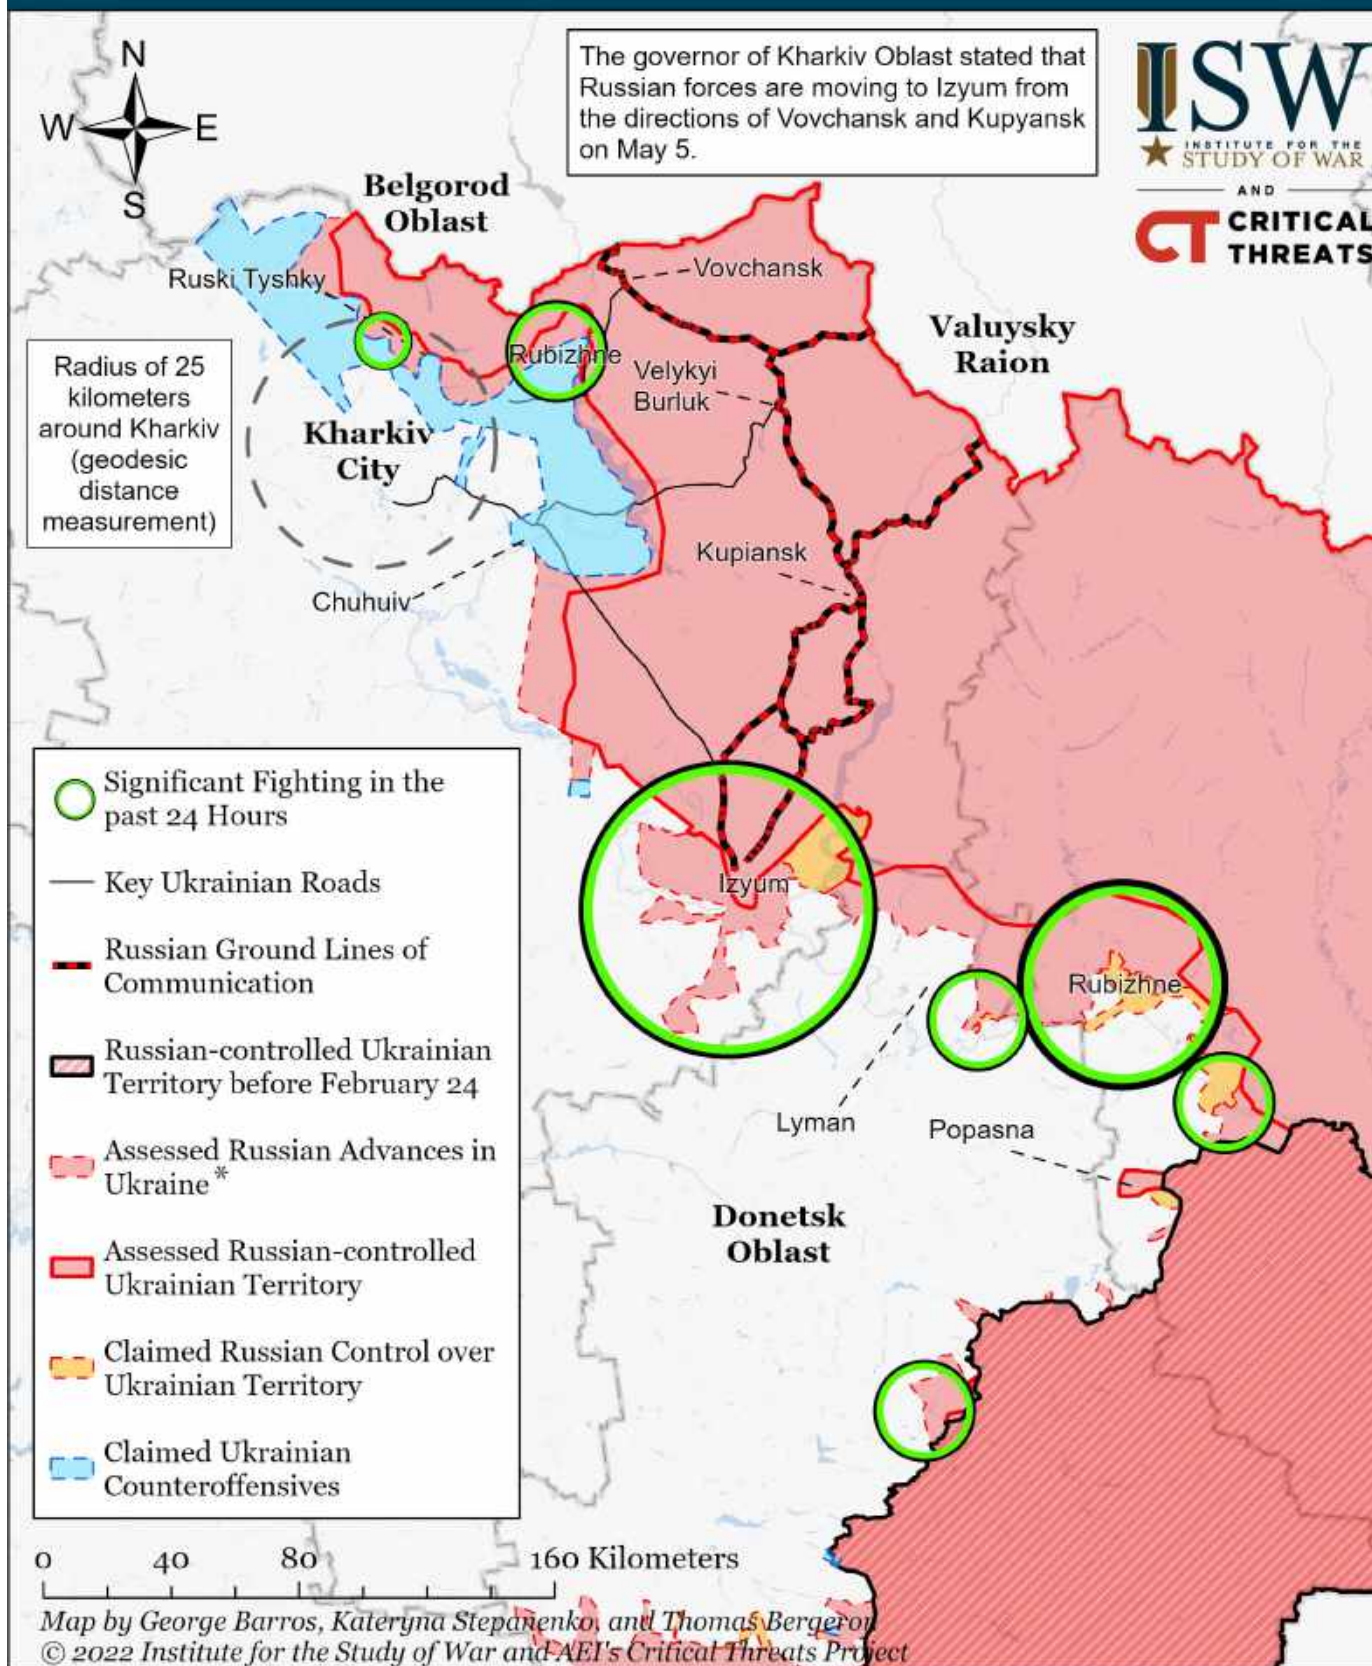 N
W
E
S
The governor of Kharkiv Oblast stated that
Russian forces are moving to Izyum from
the directions of Vovchansk and Kupyansk
on May 5.
ISW
INSTITUTE FOR THE
STUDY OF WAR
AND
CT
CRITICAL
THREATS
Belgorod
Oblast
Ruski Tyshky
Vovchansk
Valuysky
Raion
Rubizhne
Velykyi
Burluk
Radius of 25
kilometers
around Kharkiv
(geodesic
distance
measurement)
Kharkiv
City
Kupiansk
Chuhuiv
Izyum
Rubizhne
Lyman
Popasna
Donetsk
Oblast
Significant Fighting in the
past 24 Hours
Key Ukrainian Roads
Russian Ground Lines of
Communication
Russian-controlled Ukrainian
Territory before February 24
Assessed Russian Advances in
Ukraine*
Assessed Russian-controlled
Ukrainian Territory
Claimed Russian Control over
Ukrainian Territory
Claimed Ukrainian
Counteroffensives
0 40 80 160 Kilometers
Map by George Barros, Kateryna Stepanenko, and Thomas Bergeron
© 2022 Institute for the Study of War and AEI's Critical Threats Project